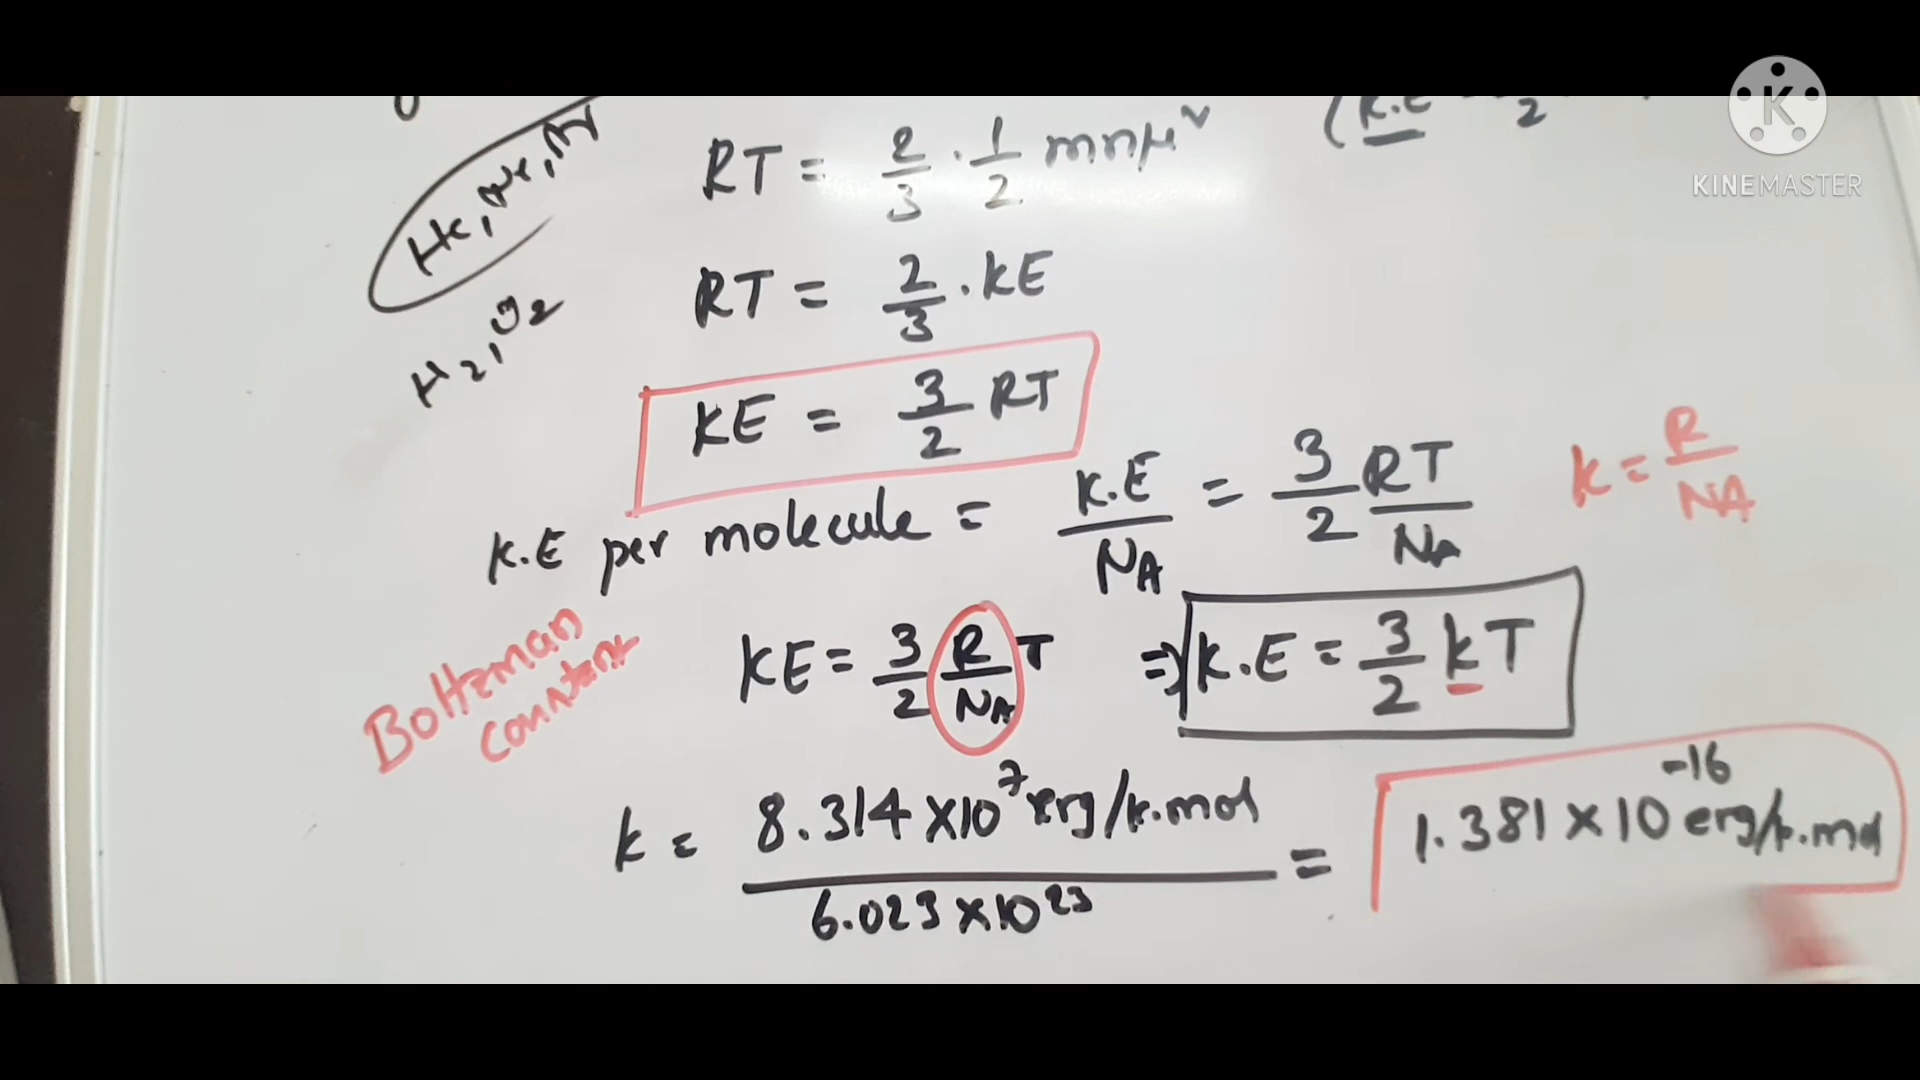 (K.E
2
K
KINEMASTER
He, Ne, Ar
RT = 2/3 · 1/2 mnμ²
H2, O2
RT = 2/3 · KE
KE = 3/2 RT
K.E per molecule = K.E/NA = 3/2 RT/NA
k = R/NA
Boltzman
KE = 3/2 R/NA T ⇒ K.E = 3/2 kT
k = 8.314 × 10⁷ erg/k.mol / 6.023 × 10²³ = 1.381 × 10⁻¹⁶ erg/k.mol